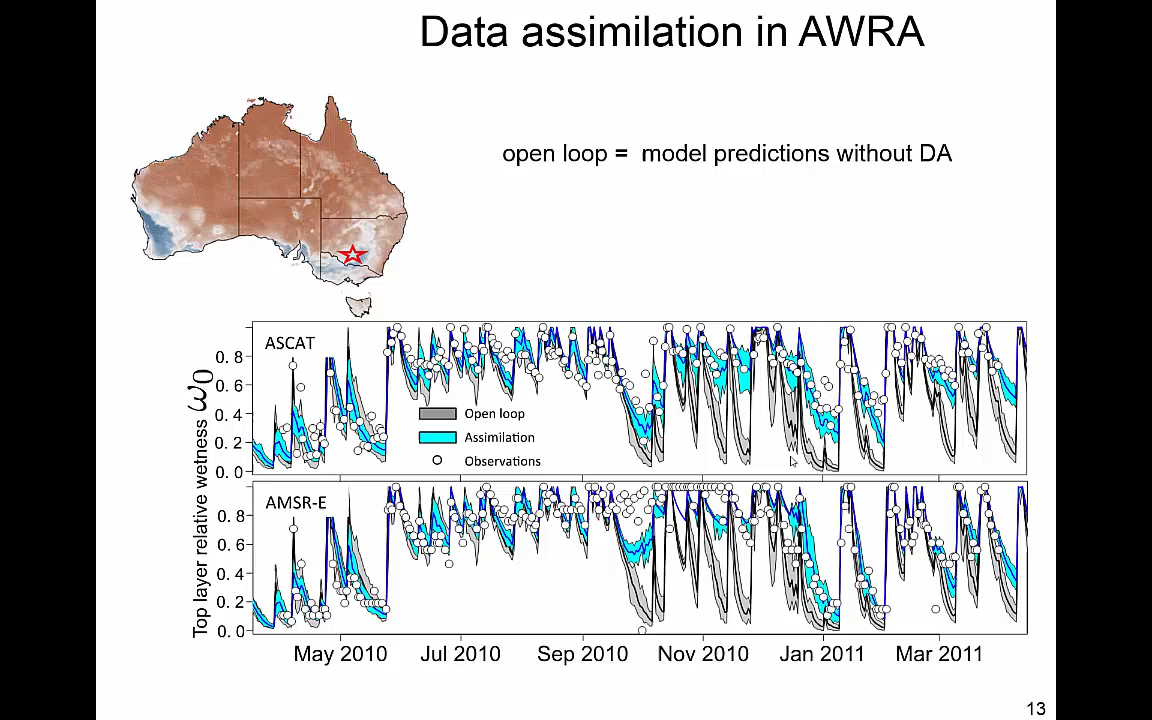 Data assimilation in AWRA
open loop = model predictions without DA
Top layer relative wetness ω0
ASCAT
0. 8
0. 6
0. 4
0. 2
0. 0
Open loop
Assimilation
Observations
AMSR-E
0. 8
0. 6
0. 4
0. 2
0. 0
May 2010 Jul 2010 Sep 2010 Nov 2010 Jan 2011 Mar 2011
13